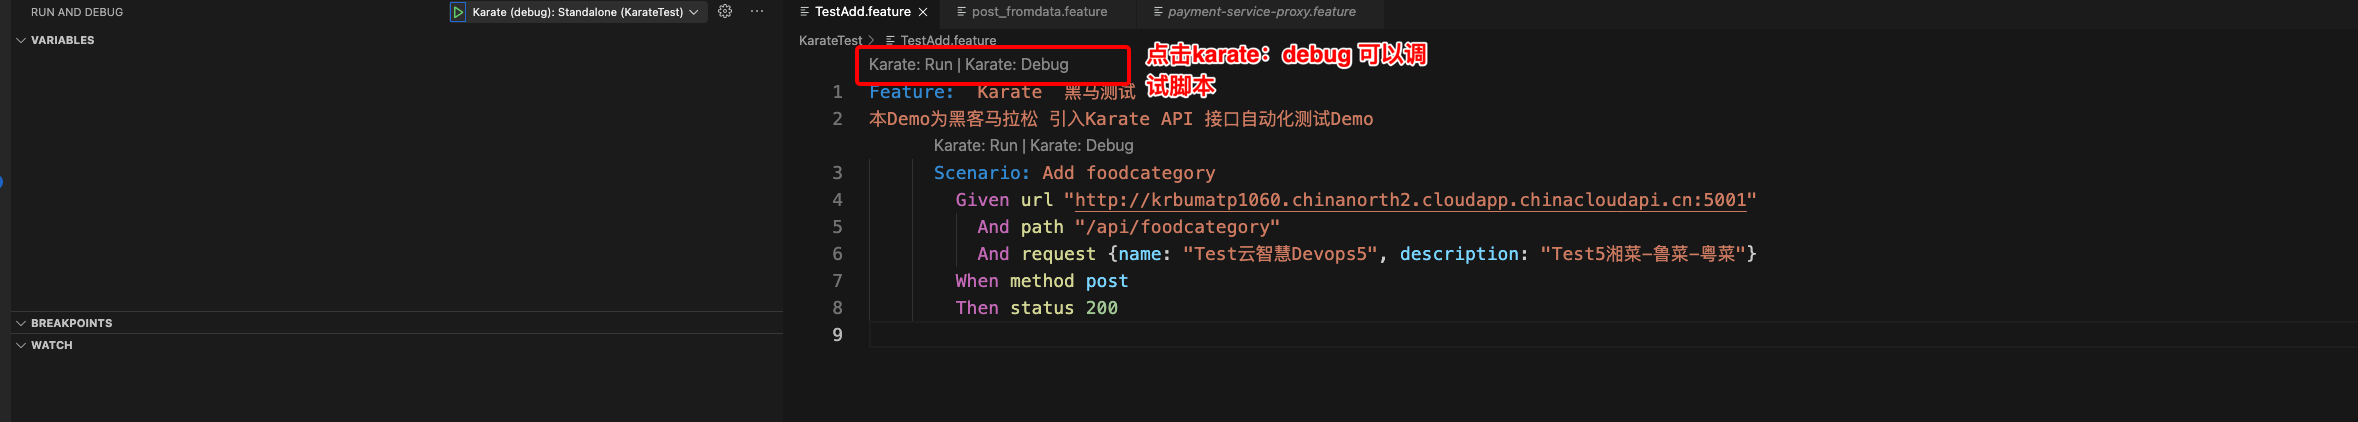 RUN AND DEBUG
Karate (debug): Standalone (KarateTest)
VARIABLES
BREAKPOINTS
WATCH
TestAdd.feature
post_fromdata.feature
payment-service-proxy.feature
KarateTest > TestAdd.feature
Karate: Run | Karate: Debug
点击karate：debug 可以调
试脚本
1 Feature: Karate 黑马测试
2 本Demo为黑客马拉松 引入Karate API 接口自动化测试Demo
Karate: Run | Karate: Debug
3 Scenario: Add foodcategory
4 Given url "http://krbumatp1060.chinanorth2.cloudapp.chinacloudapi.cn:5001"
5 And path "/api/foodcategory"
6 And request {name: "Test云智慧Devops5", description: "Test5湘菜-鲁菜-粤菜"}
7 When method post
8 Then status 200
9